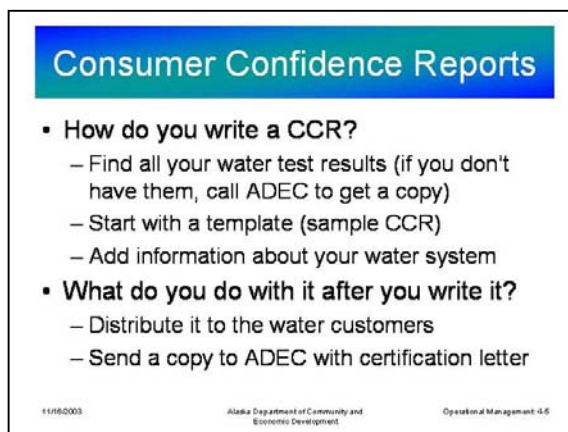 Consumer Confidence Reports
• How do you write a CCR?
– Find all your water test results (if you don't
have them, call ADEC to get a copy)
– Start with a template (sample CCR)
– Add information about your water system
• What do you do with it after you write it?
– Distribute it to the water customers
– Send a copy to ADEC with certification letter
11/16/2003
Alaska Department of Community and
Economic Development
Operational Management: 4-5